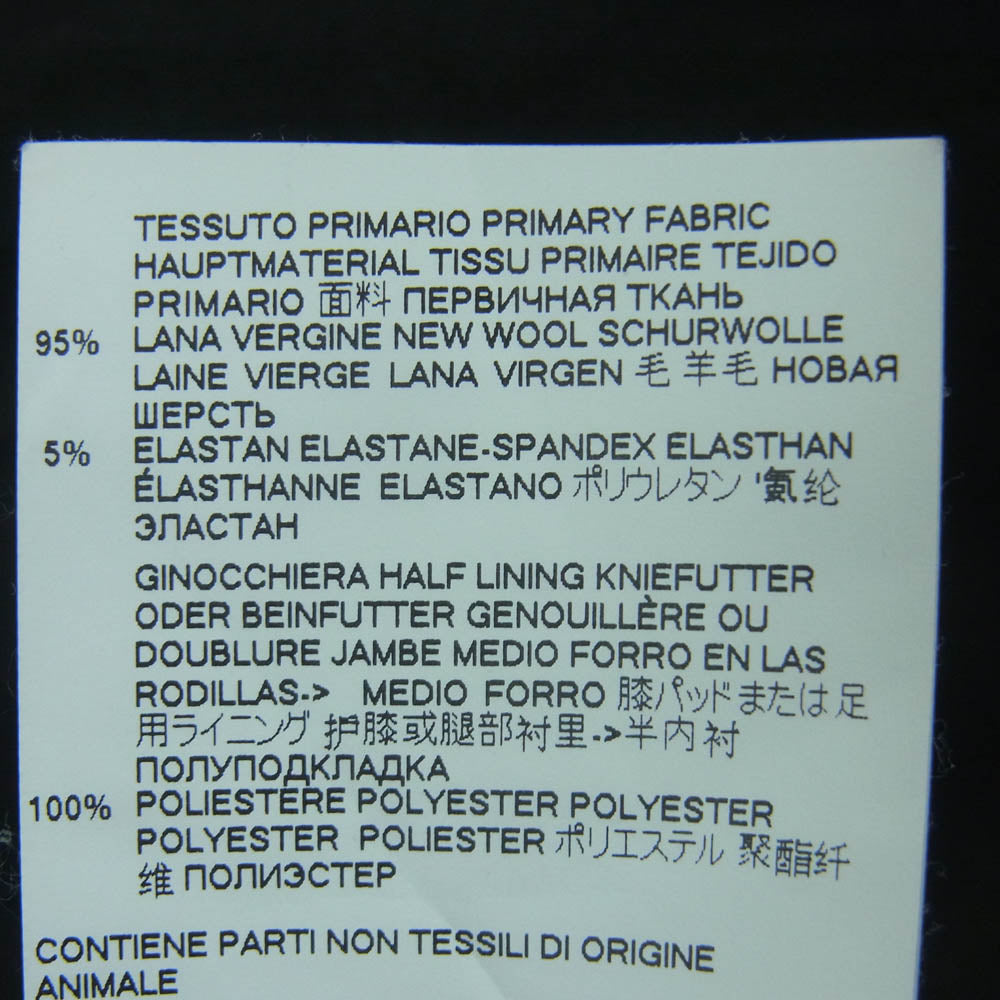 TESSUTO PRIMARIO PRIMARY FABRIC
HAUPTMATERIAL TISSU PRIMAIRE TEJIDO
PRIMARIO 面料 ПЕРВИЧНАЯ ТКАНЬ
95% LANA VERGINE NEW WOOL SCHURWOLLE
LAINE VIERGE LANA VIRGEN 毛 羊毛 НОВАЯ
ШЕРСТЬ
5% ELASTAN ELASTANE-SPANDEX ELASTHAN
ÉLASTHANNE ELASTANO ポリウレタン '氨纶
ЭЛАСТАН
GINOCCHIERA HALF LINING KNIEFUTTER
ODER BEINFUTTER GENOUILLÈRE OU
DOUBLURE JAMBE MEDIO FORRO EN LAS
RODILLAS-> MEDIO FORRO 膝パッドまたは足
用ライニング 护膝或腿部衬里->半内衬
ПОЛУПОДКЛАДКА
100% POLIESTERE POLYESTER POLYESTER
POLYESTER POLIESTER ポリエステル 聚酯纤
维 ПОЛИЭСТЕР
CONTIENE PARTI NON TESSILI DI ORIGINE
ANIMALE